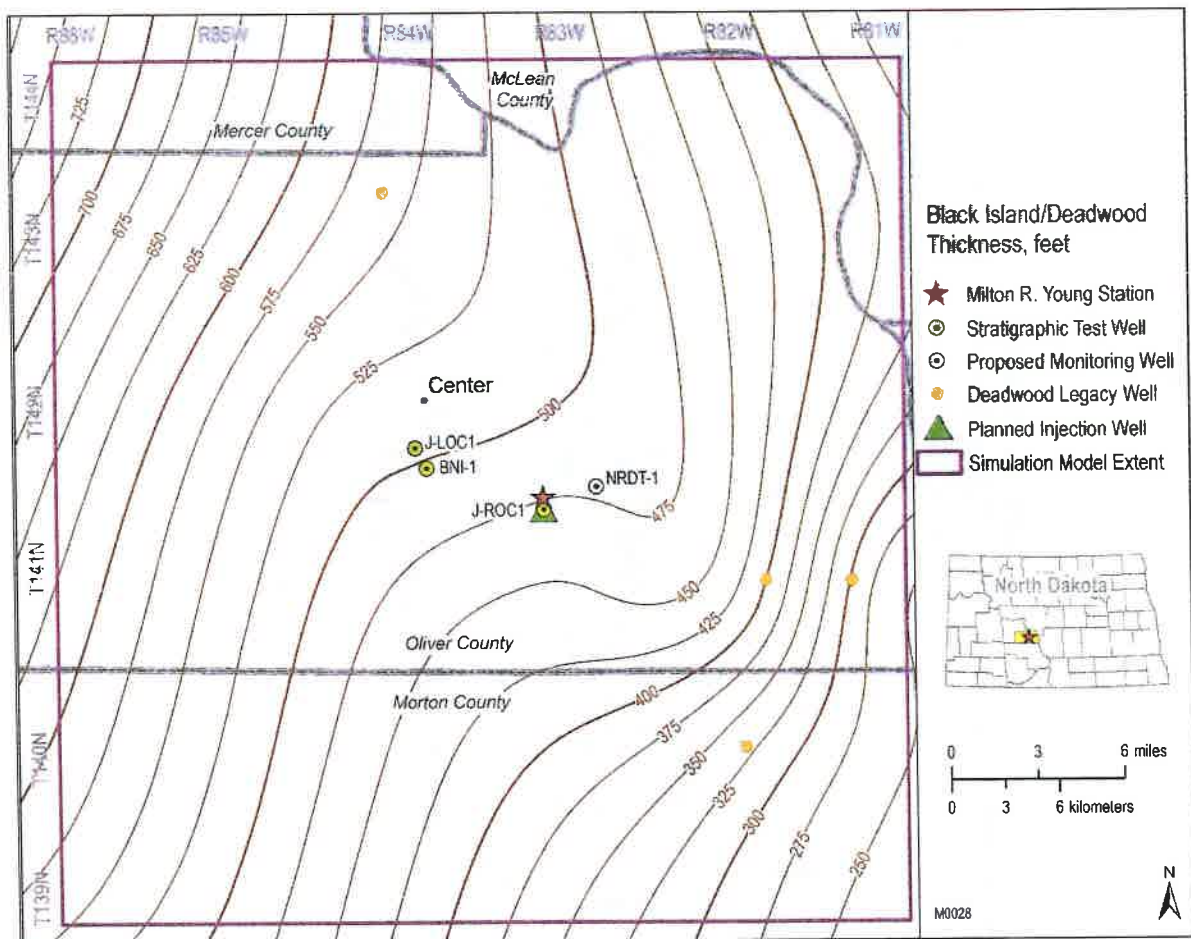 R86W
R85W
R84W
R83W
R82W
R81W
McLean
County
Mercer County
T144N
T143N
T142N
T141N
T140N
T139N
725
700
675
650
625
600
575
550
525
500
475
450
425
400
375
350
325
300
275
250
Center
J-LOC1
BNI-1
J-ROC1
NRDT-1
Oliver County
Morton County
Black Island/Deadwood
Thickness, feet
Milton R. Young Station
Stratigraphic Test Well
Proposed Monitoring Well
Deadwood Legacy Well
Planned Injection Well
Simulation Model Extent
North Dakota
0 3 6 miles
0 3 6 kilometers
M0028
N